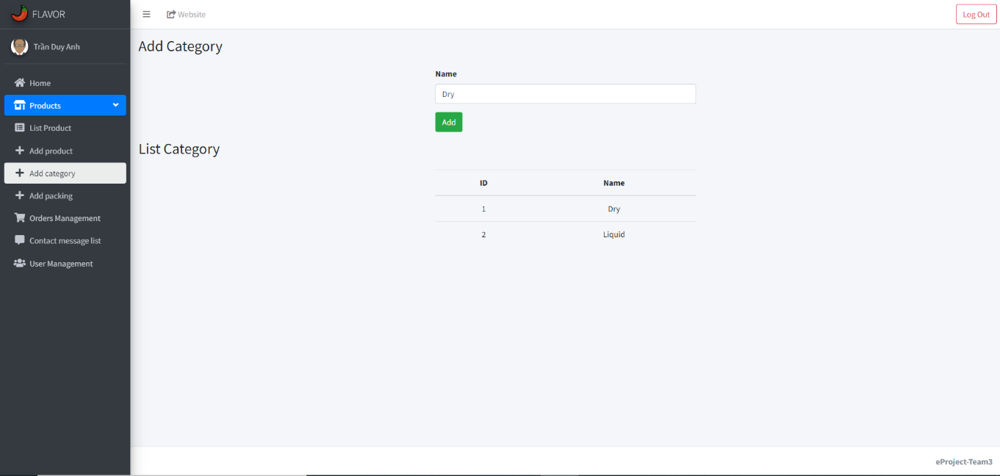 FLAVOR
Website
Log Out
Trần Duy Anh
Home
Products
List Product
Add product
Add category
Add packing
Orders Management
Contact message list
User Management
Add Category
Name
Dry
Add
List Category
ID Name
1 Dry
2 Liquid
eProject-Team3